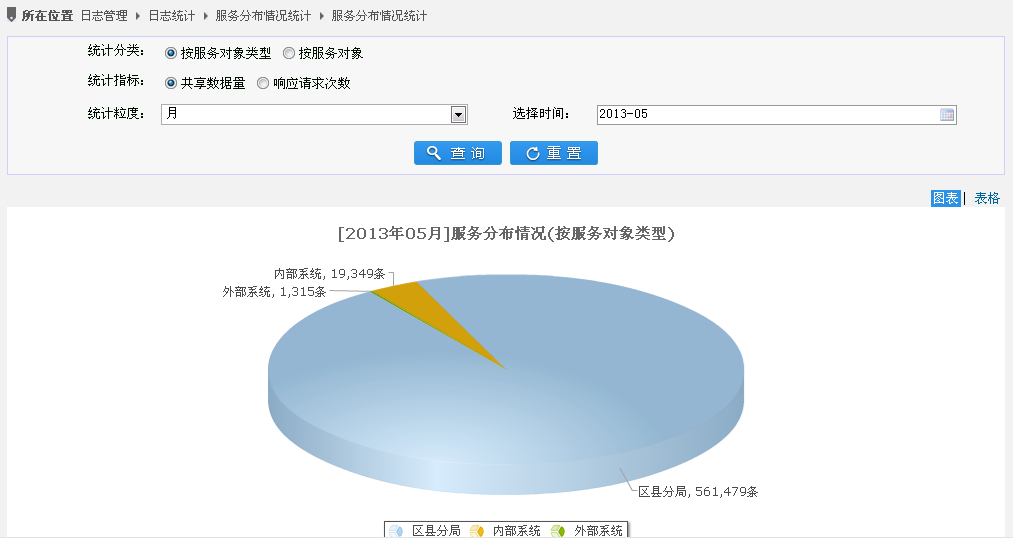 所在位置 日志管理 日志统计 服务分布情况统计 服务分布情况统计
统计分类： 按服务对象类型 按服务对象
统计指标： 共享数据量 响应请求次数
统计粒度： 月 选择时间： 2013-05
查 询 重 置
图表 | 表格
[2013年05月]服务分布情况(按服务对象类型)
内部系统, 19,349条
外部系统, 1,315条
区县分局, 561,479条
区县分局 内部系统 外部系统